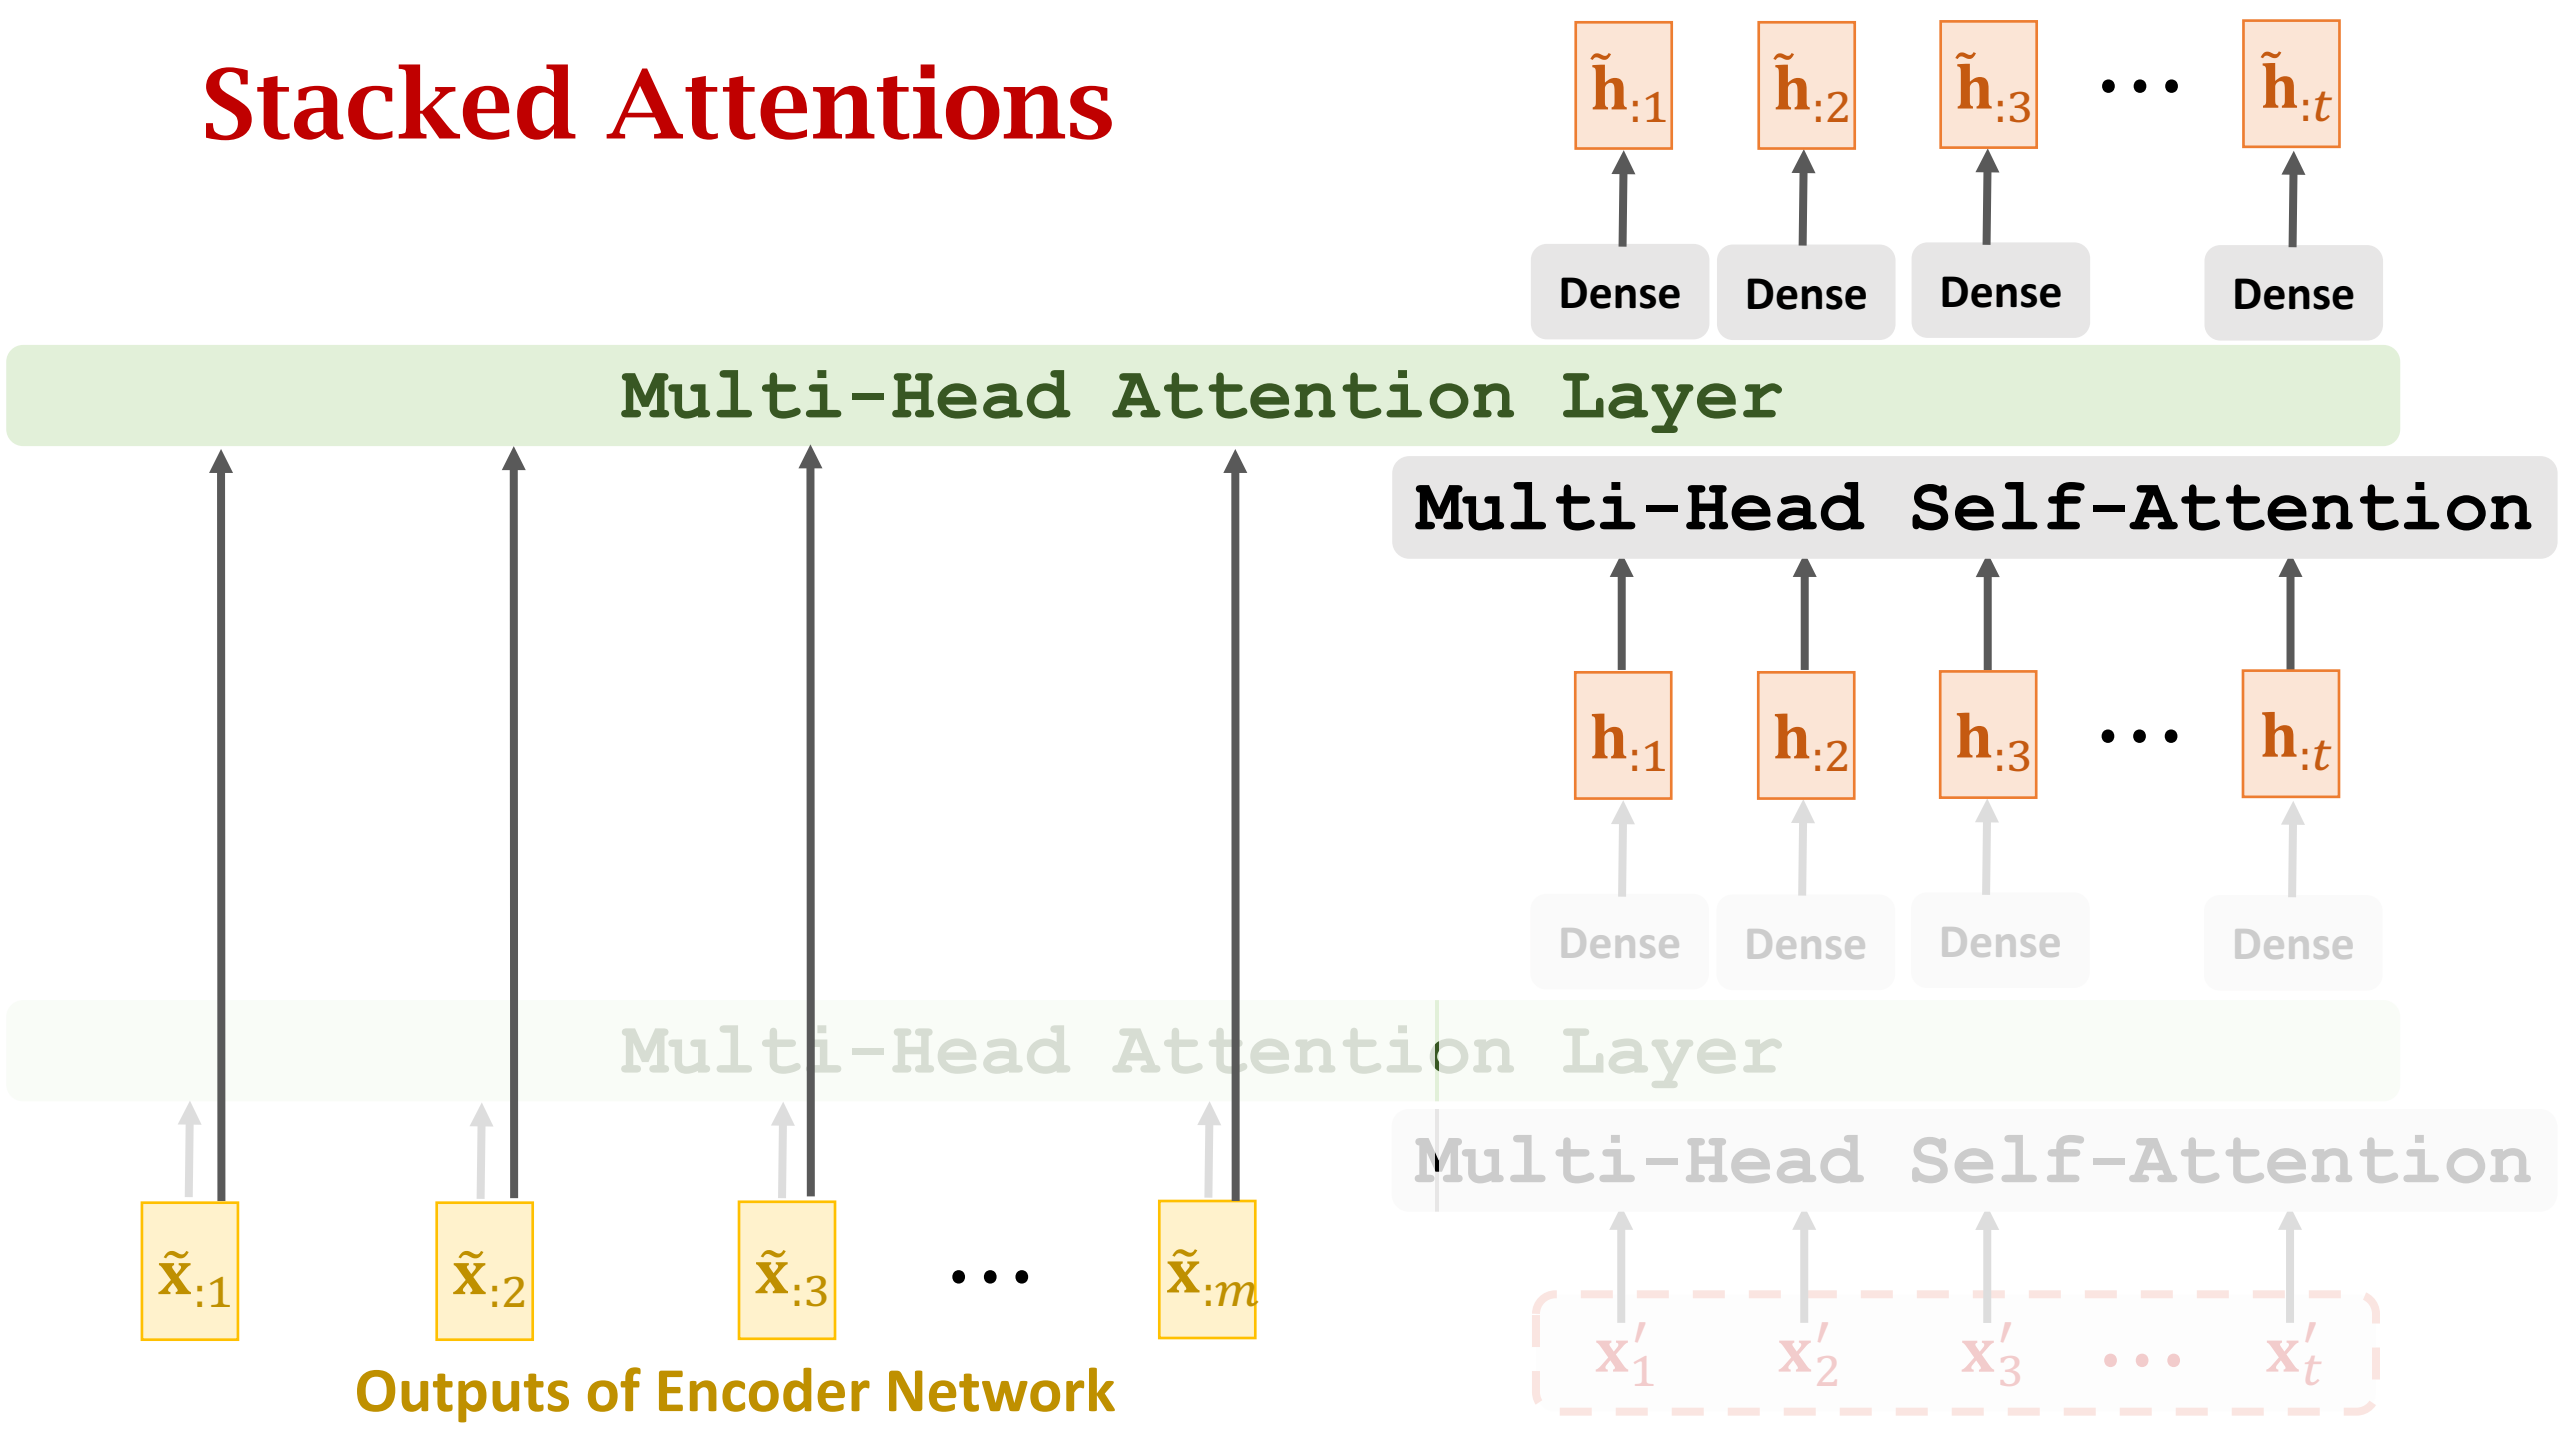 Stacked Attentions
h̃:1 h̃:2 h̃:3 ··· h̃:t
Dense Dense Dense Dense
Multi-Head Attention Layer
Multi-Head Self-Attention
h:1 h:2 h:3 ··· h:t
Dense Dense Dense Dense
Multi-Head Attention Layer
Multi-Head Self-Attention
x̃:1 x̃:2 x̃:3 ··· x̃:m
x′1 x′2 x′3 ··· x′t
Outputs of Encoder Network